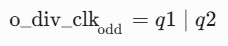 o_div_clk_odd = q1 | q2